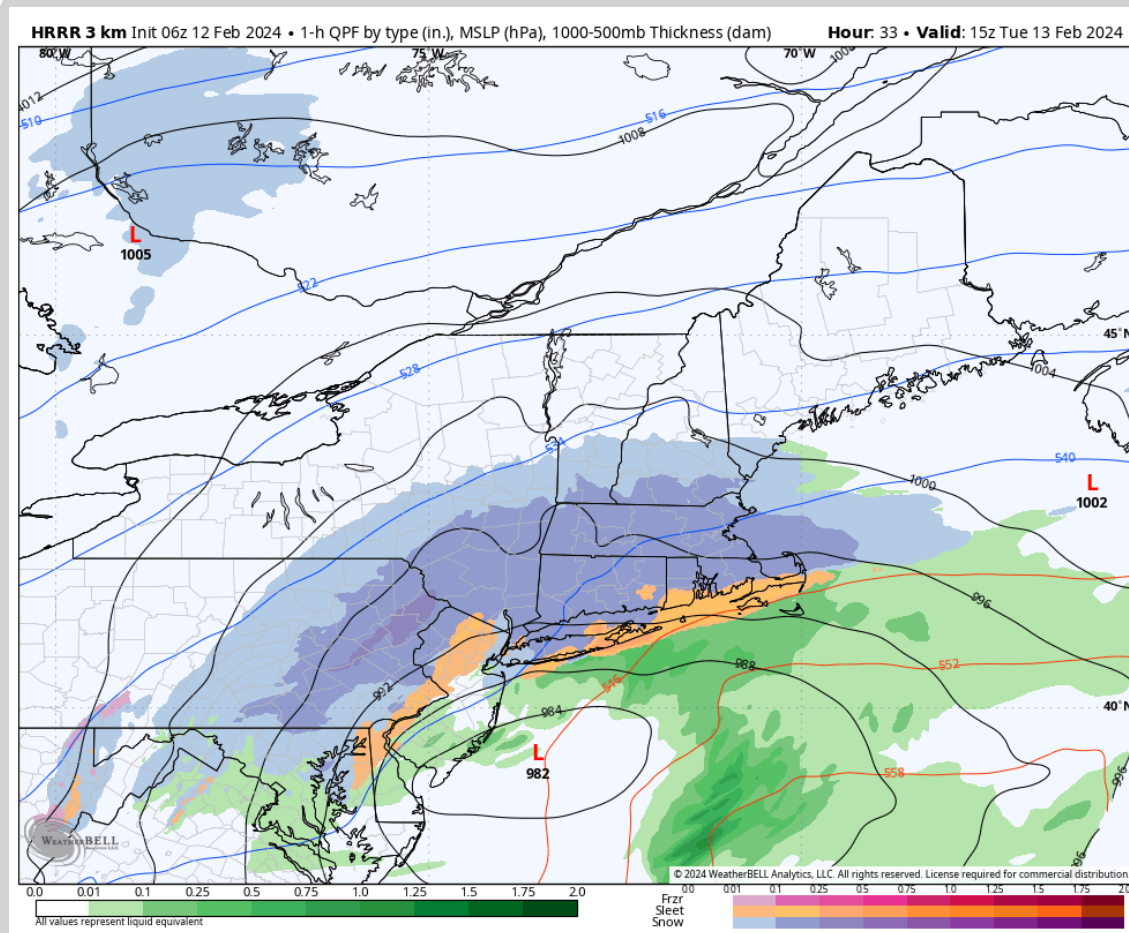 HRRR 3 km Init 06z 12 Feb 2024 • 1-h QPF by type (in.), MSLP (hPa), 1000-500mb Thickness (dam) Hour: 33 • Valid: 15z Tue 13 Feb 2024
80°W 75°W 70°W
1008
1012
510
516
1008
L
1005
522
45°N
528
1004
534
540
1000
L
1002
996
988
552
546
992
984
40°N
L
982
558
996
996
WEATHERBELL
Analytics LLC
© 2024 WeatherBELL Analytics, LLC. All rights reserved. License required for commercial distribution.
0.0 0.01 0.1 0.25 0.5 0.75 1.0 1.25 1.5 1.75 2.0
0.0 0.01 0.1 0.25 0.5 0.75 1.0 1.25 1.5 1.75 2.0
All values represent liquid equivalent
Frzr
Sleet
Snow